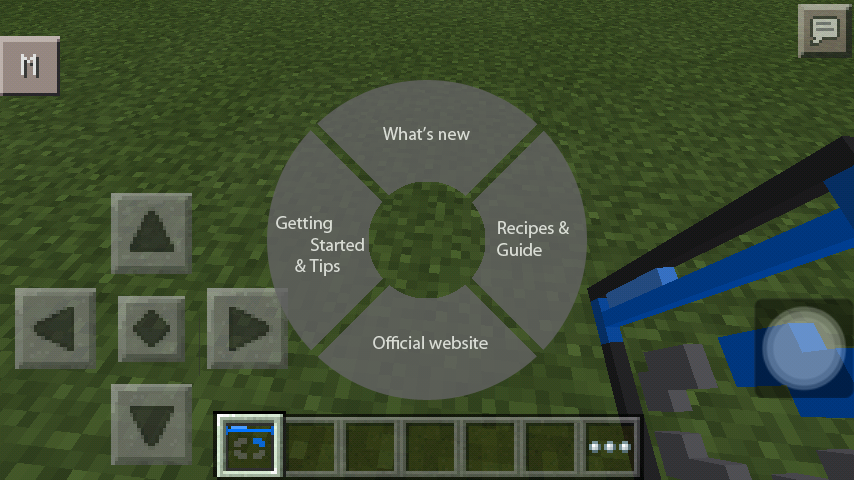 M
What's new
Getting
Started
& Tips
Recipes &
Guide
Official website